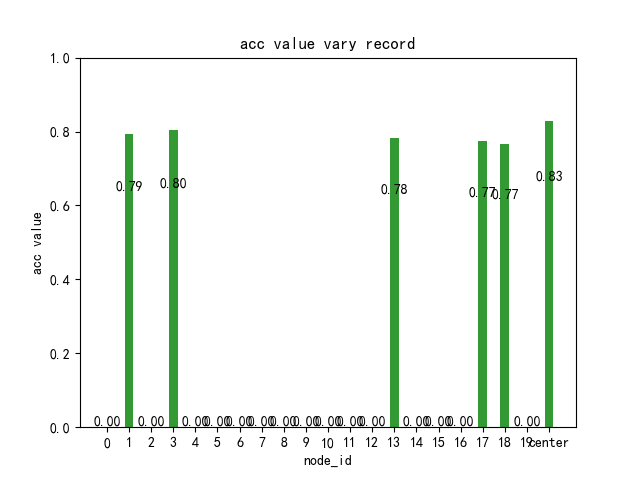 acc value vary record
1.0
0.8
0.6
0.4
0.2
0.0
acc value
0.00 0.79 0.00 0.80 0.00 0.00 0.00 0.00 0.00 0.00 0.00 0.00 0.00 0.78 0.00 0.00 0.00 0.77 0.77 0.00 0.83
0 1 2 3 4 5 6 7 8 9 10 11 12 13 14 15 16 17 18 19 center
node_id